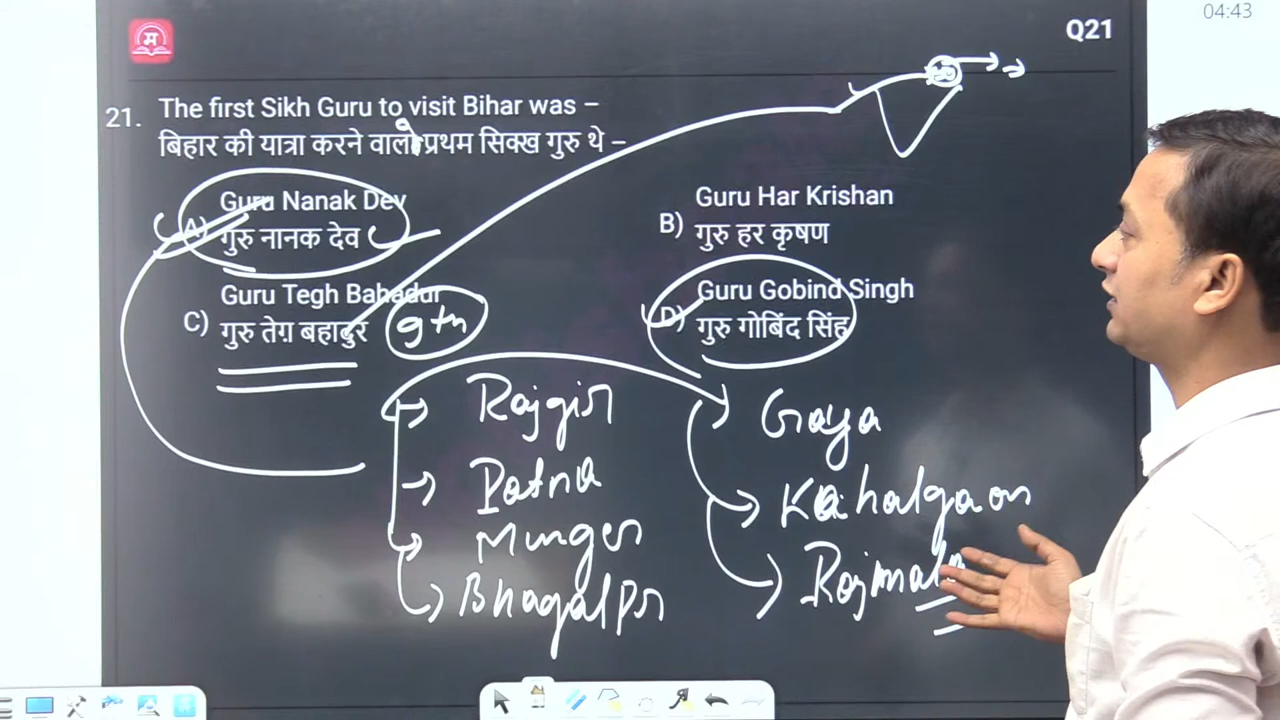 04:43
म
Q21
21. The first Sikh Guru to visit Bihar was –
बिहार की यात्रा करने वाले प्रथम सिक्ख गुरु थे –
A) Guru Nanak Dev
गुरु नानक देव
B) Guru Har Krishan
गुरु हर कृषण
C) Guru Tegh Bahadur
गुरु तेग़ बहादुर
9th
D) Guru Gobind Singh
गुरु गोबिंद सिंह
Rajgir
Gaya
Patna
Kahalgaon
Munger
Rajmahal
Bhagalpr